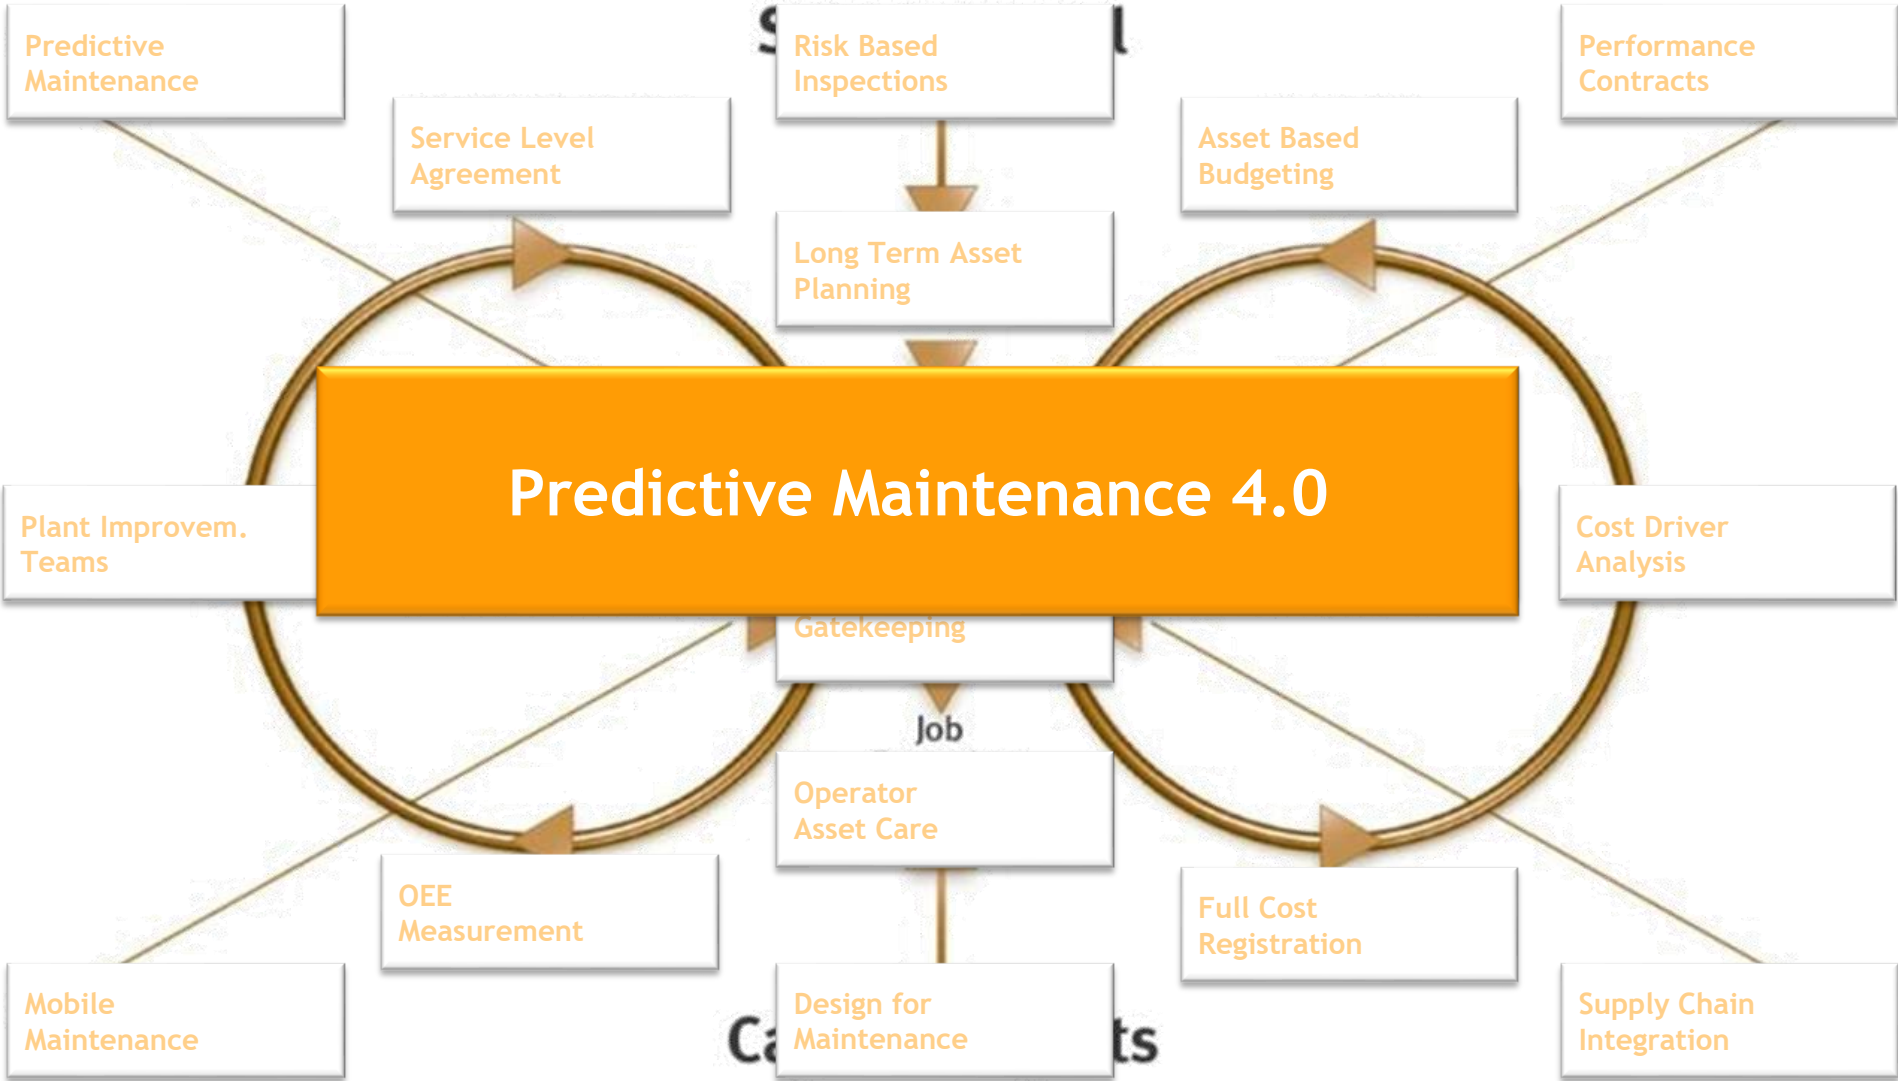 Predictive
Maintenance
Risk Based
Inspections
Performance
Contracts
Service Level
Agreement
Asset Based
Budgeting
Long Term Asset
Planning
Predictive Maintenance 4.0
Plant Improvem.
Teams
Cost Driver
Analysis
Gatekeeping
Job
Operator
Asset Care
OEE
Measurement
Full Cost
Registration
Mobile
Maintenance
Design for
Maintenance
Supply Chain
Integration